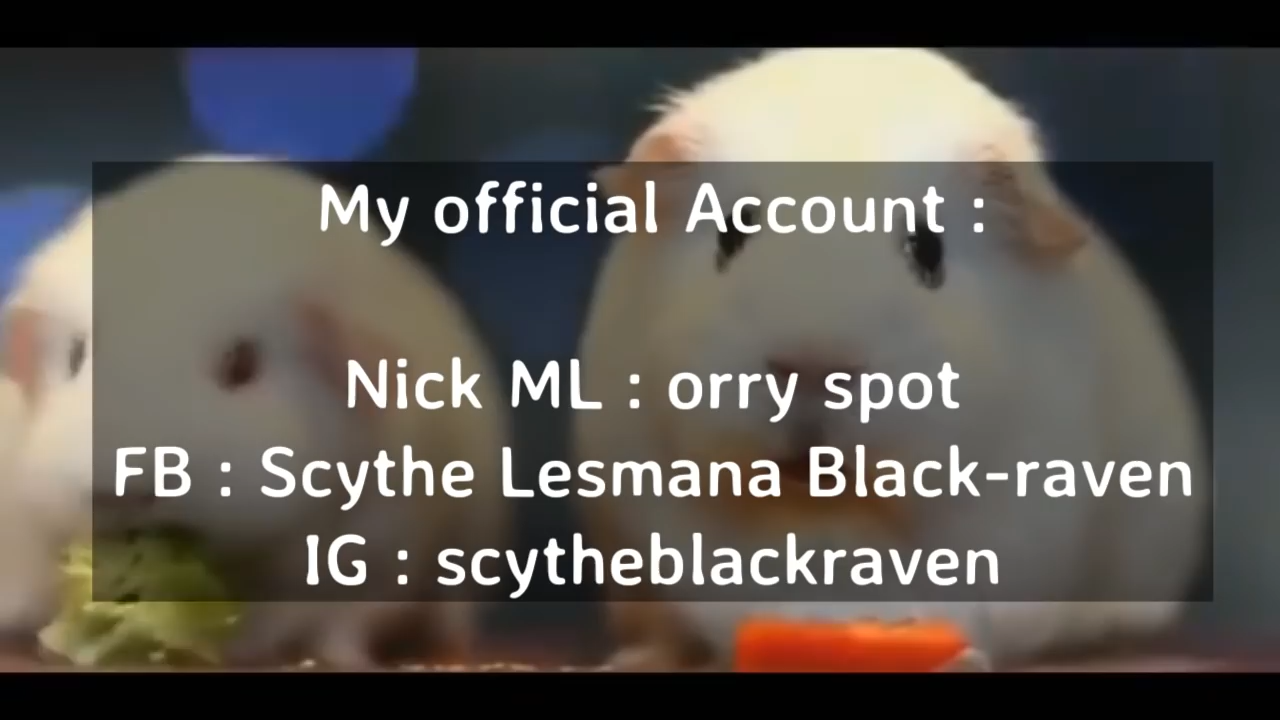 My official Account :
Nick ML : orry spot
FB : Scythe Lesmana Black-raven
IG : scytheblackraven